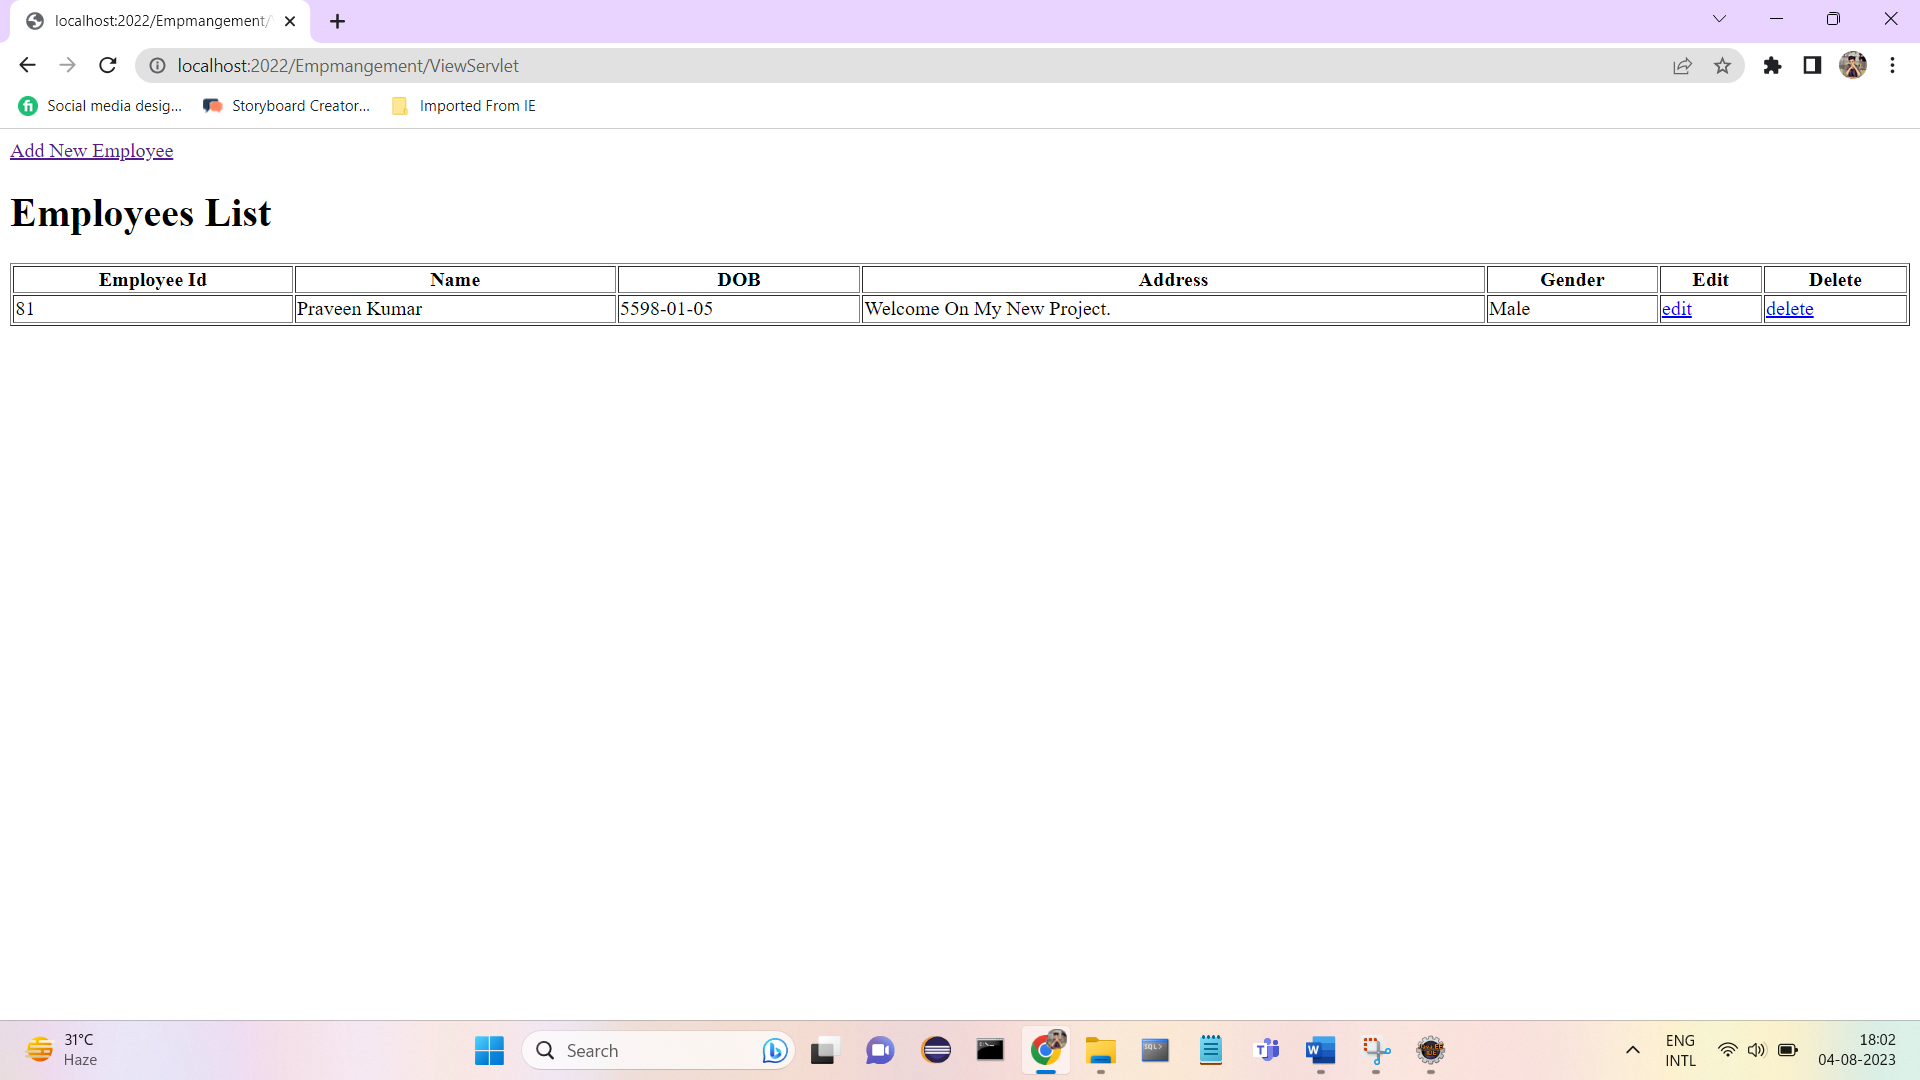 localhost:2022/Empmangement/
localhost:2022/Empmangement/ViewServlet
Social media desig... Storyboard Creator... Imported From IE
Add New Employee
Employees List
Employee Id Name DOB Address Gender Edit Delete
81 Praveen Kumar 5598-01-05 Welcome On My New Project. Male edit delete
31°C
Haze
Search
SQL>
ENG
INTL
18:02
04-08-2023